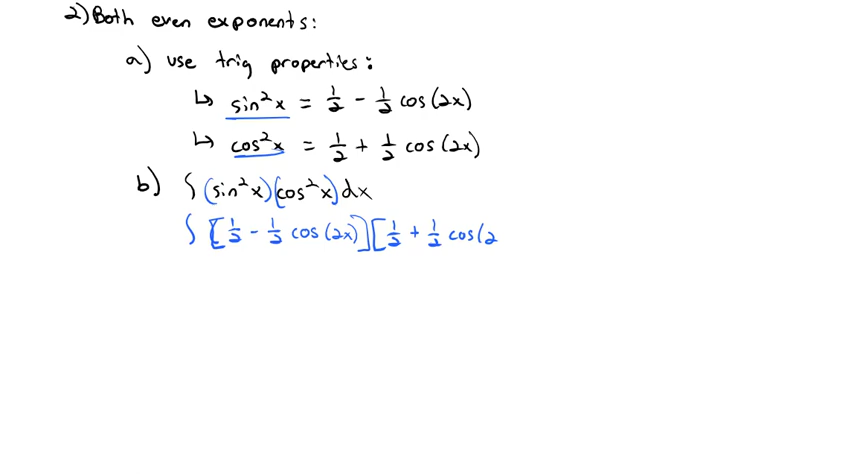 2) Both even exponents:
a) use trig properties:
↳ sin²x = 1/2 - 1/2 cos(2x)
↳ cos²x = 1/2 + 1/2 cos(2x)
b) ∫ (sin²x)(cos²x) dx
∫ [1/2 - 1/2 cos(2x)][1/2 + 1/2 cos(2